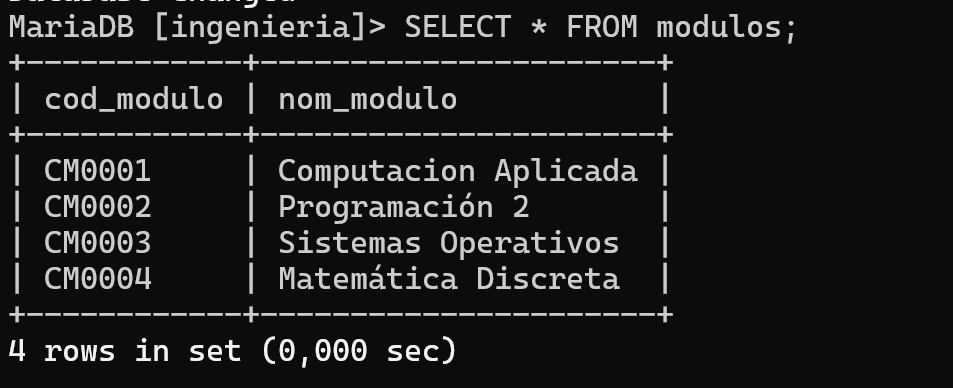 MariaDB [ingenieria]> SELECT * FROM modulos;
+------------+----------------------+
| cod_modulo | nom_modulo           |
+------------+----------------------+
| CM0001     | Computacion Aplicada |
| CM0002     | Programación 2       |
| CM0003     | Sistemas Operativos  |
| CM0004     | Matemática Discreta  |
+------------+----------------------+
4 rows in set (0,000 sec)